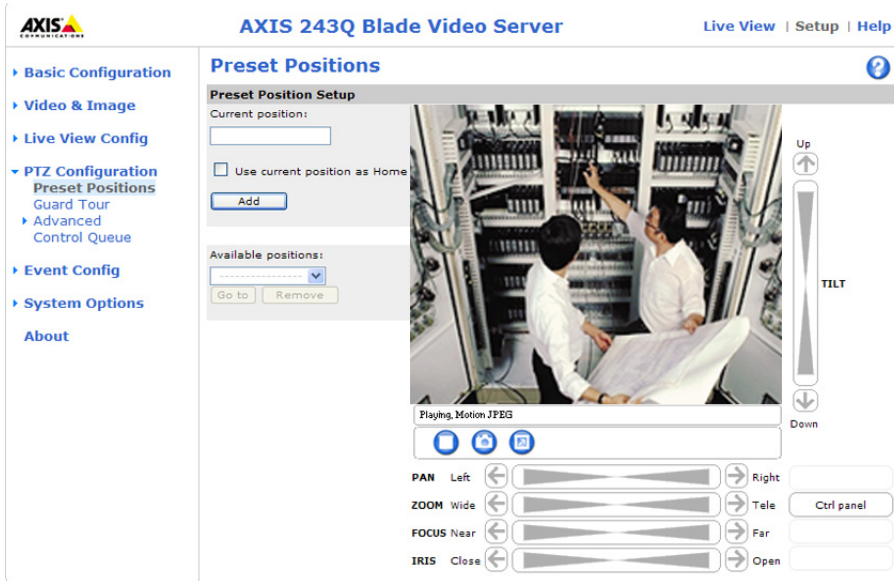 AXIS
COMMUNICATIONS
AXIS 243Q Blade Video Server
Live View | Setup | Help
Basic Configuration
Video & Image
Live View Config
PTZ Configuration
Preset Positions
Guard Tour
Advanced
Control Queue
Event Config
System Options
About
Preset Positions
?
Preset Position Setup
Current position:
Use current position as Home
Add
Available positions:
----------------
Go to
Remove
Playing, Motion JPEG
Up
TILT
Down
PAN Left Right
ZOOM Wide Tele Ctrl panel
FOCUS Near Far
IRIS Close Open